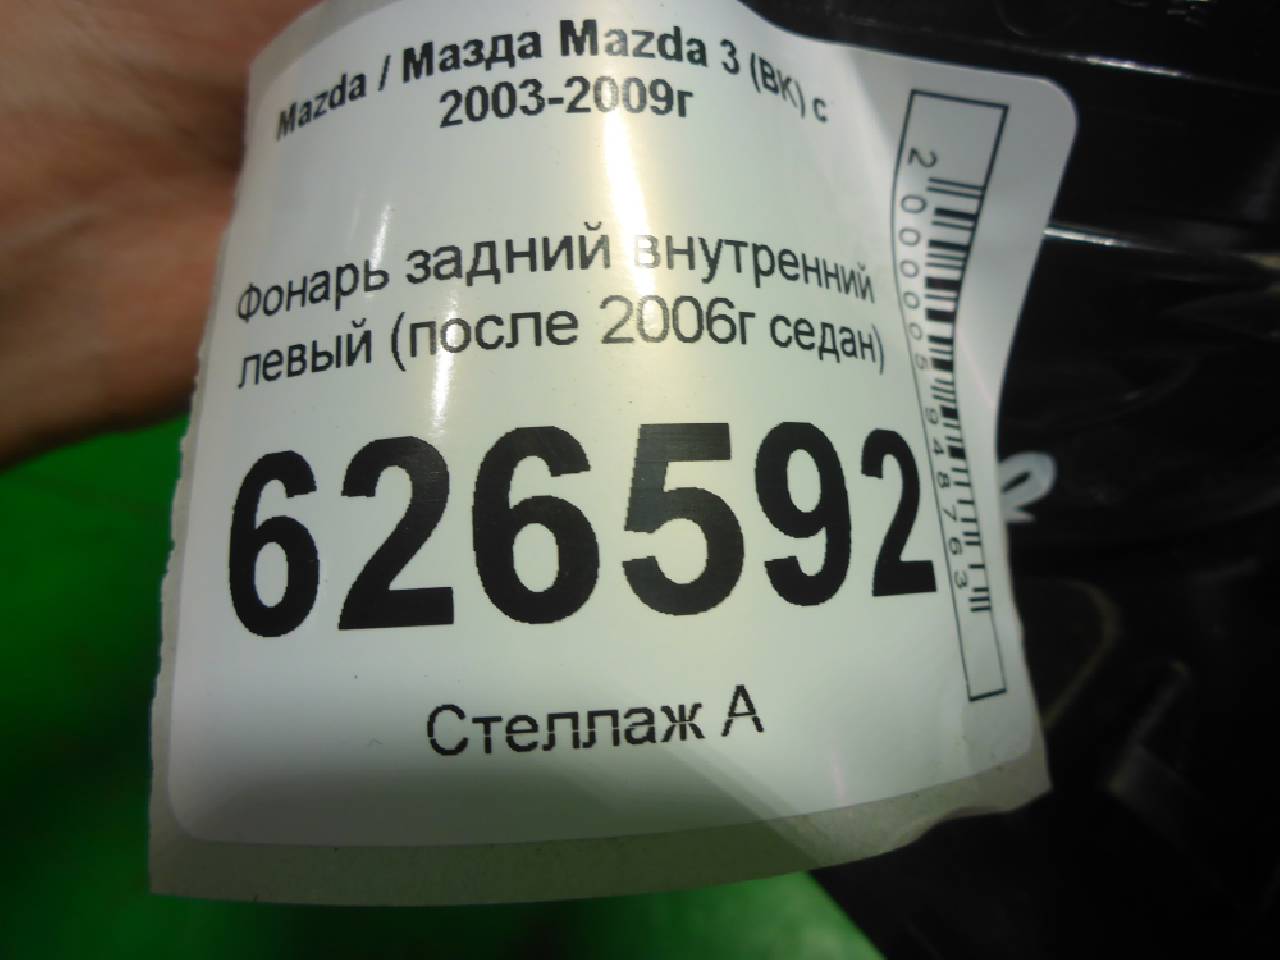 Mazda / Мазда Mazda 3 (BK) с
2003-2009г
Фонарь задний внутренний
левый (после 2006г седан)
626592
Стеллаж А
2000005948763